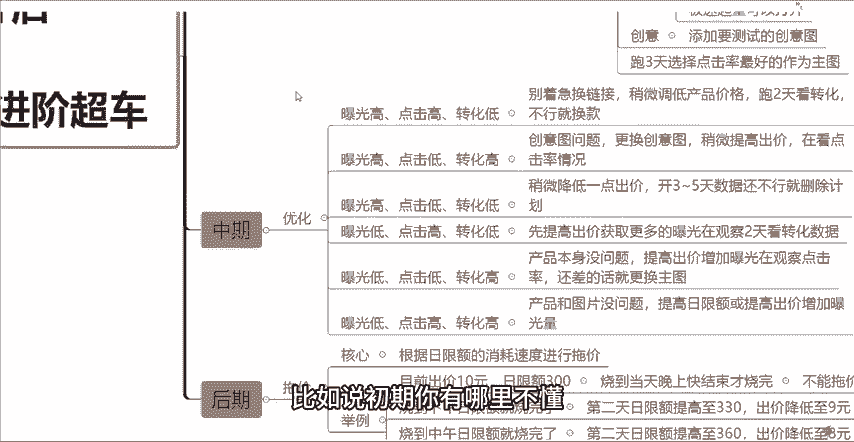 极速起量可以打开
创意
添加要测试的创意图
跑3天选择点击率最好的作为主图
进阶超车
曝光高、点击高、转化低
别着急换链接，稍微调低产品价格，跑2天看转化，
不行就换款
曝光高、点击低、转化高
创意图问题，更换创意图，稍微提高出价，在看点
击率情况
曝光高、点击低、转化低
稍微降低一点出价，开3~5天数据还不行就删除计
划
中期
优化
曝光低、点击低、转化低
先提高出价获取更多的曝光在观察2天看转化数据
曝光低、点击低、转化高
产品本身没问题，提高出价增加曝光在观察点击
率，还差的话就更换主图
曝光低、点击高、转化高
产品和图片没问题，提高日限额或提高出价增加曝
光量
核心
根据日限额的消耗速度进行拖价
后期
目前出价10元，日限额300
烧到当天晚上快结束才烧完
不能拖价
比如说初期你有哪里不懂
举例
第二天日限额提高至330，出价降低至9元
烧到中午日限额就烧完了
第二天日限额提高至360，出价降低至8元